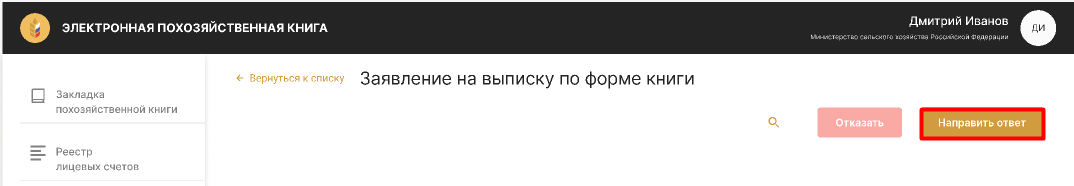 ЭЛЕКТРОННАЯ ПОХОЗЯЙСТВЕННАЯ КНИГА
Дмитрий Иванов
Министерство сельского хозяйства Российской Федерации
ДИ
Закладка
похозяйственной книги
Реестр
лицевых счетов
← Вернуться к списку
Заявление на выписку по форме книги
Отказать
Направить ответ